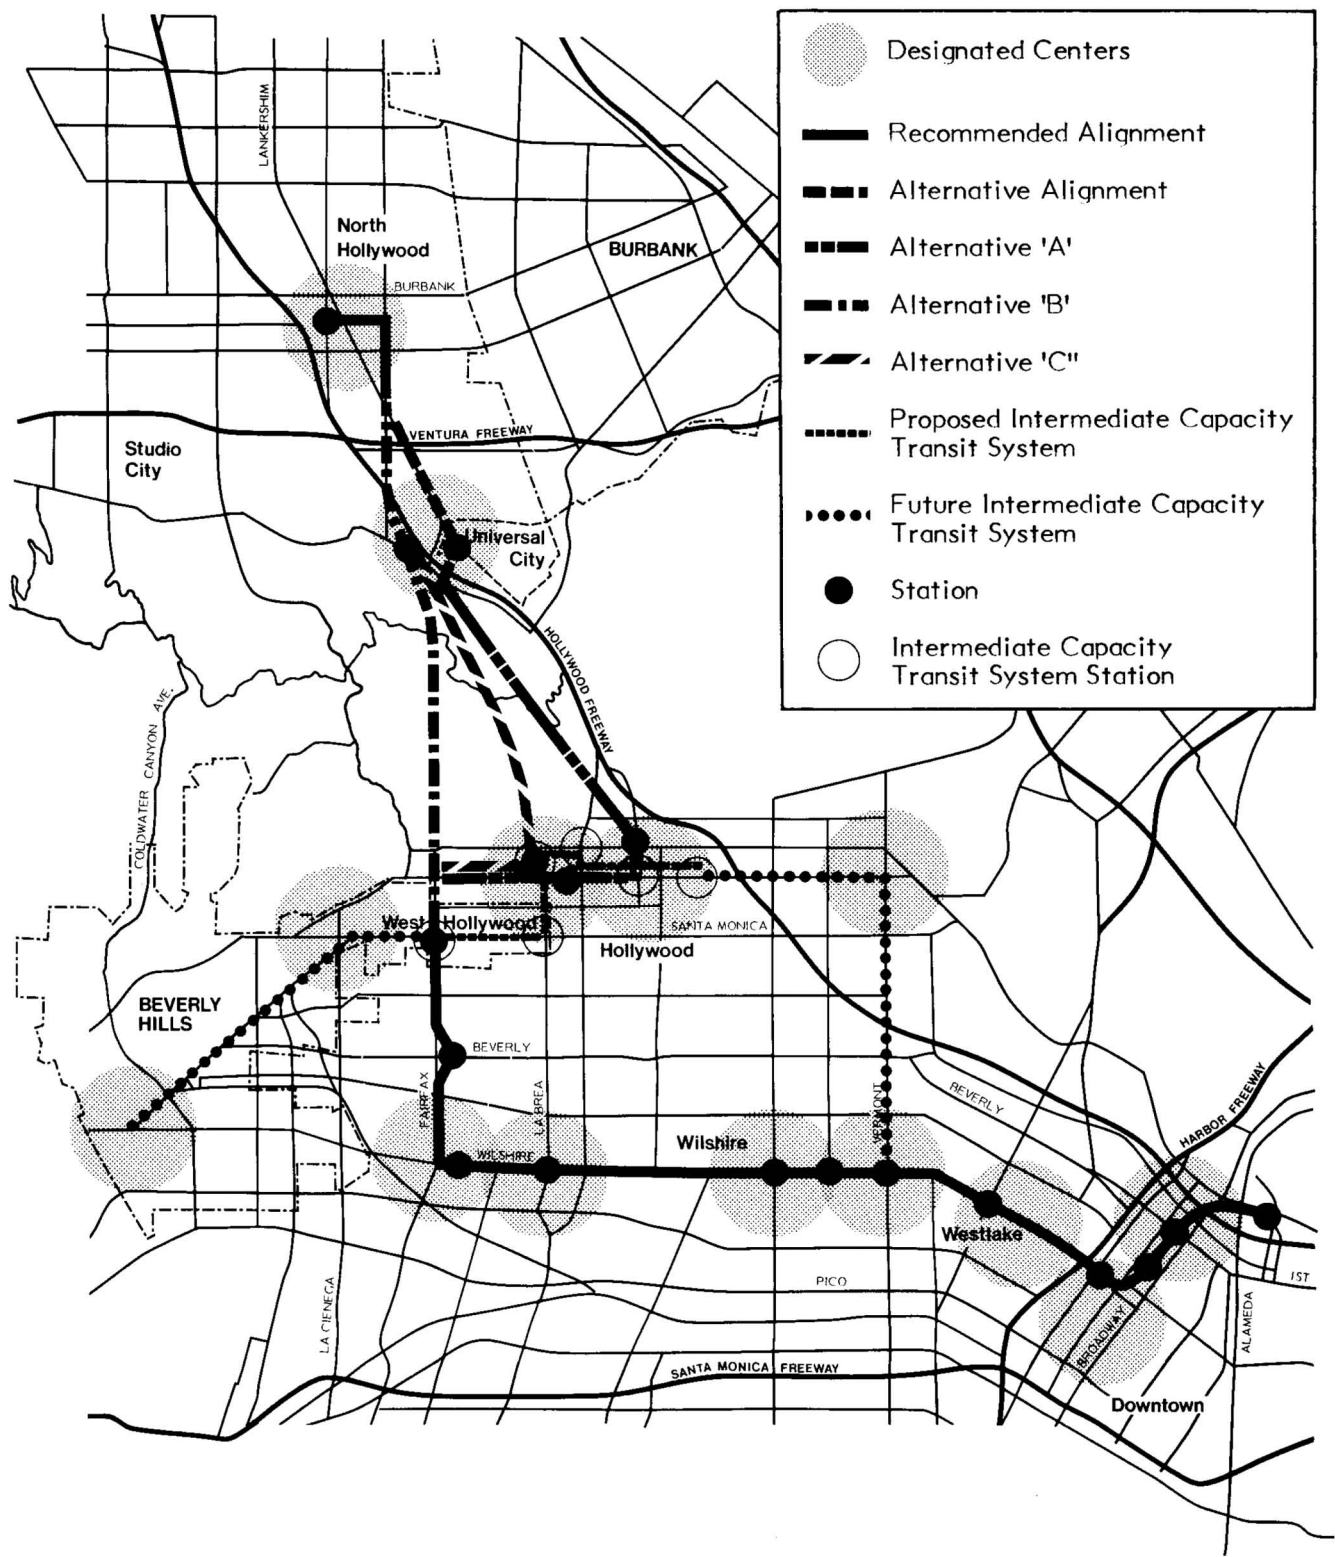 Designated Centers
Recommended Alignment
Alternative Alignment
Alternative 'A'
Alternative 'B'
Alternative 'C"
Proposed Intermediate Capacity
Transit System
Future Intermediate Capacity
Transit System
Station
Intermediate Capacity
Transit System Station
LANKERSHIM
North
Hollywood
BURBANK
BURBANK
VENTURA FREEWAY
Studio
City
Universal
City
HOLLYWOOD FREEWAY
COLDWATER CANYON AVE.
West Hollywood
SANTA MONICA
Hollywood
BEVERLY
HILLS
BEVERLY
FAIRFAX
LA BREA
VERMONT
BEVERLY
HARBOR FREEWAY
Wilshire
WILSHIRE
Westlake
PICO
1ST
LA CIENEGA
BROADWAY
ALAMEDA
SANTA MONICA FREEWAY
Downtown